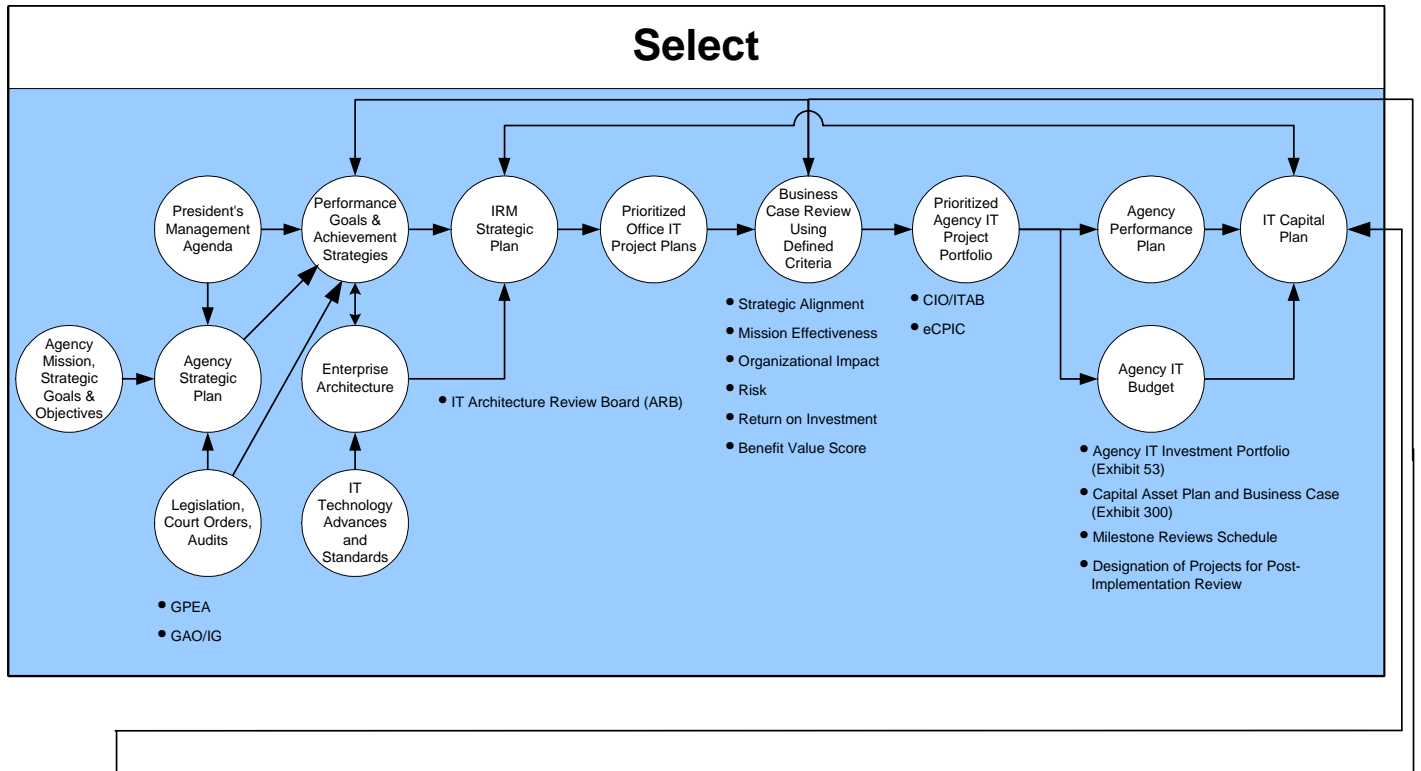 Select
President's
Management
Agenda
Performance
Goals &
Achievement
Strategies
IRM
Strategic
Plan
Prioritized
Office IT
Project Plans
Business
Case Review
Using
Defined
Criteria
Prioritized
Agency IT
Project
Portfolio
Agency
Performance
Plan
IT Capital
Plan
Agency
Mission,
Strategic
Goals &
Objectives
Agency
Strategic
Plan
Enterprise
Architecture
• IT Architecture Review Board (ARB)
• Strategic Alignment
• Mission Effectiveness
• Organizational Impact
• Risk
• Return on Investment
• Benefit Value Score
• CIO/ITAB
• eCPIC
Agency IT
Budget
Legislation,
Court Orders,
Audits
IT
Technology
Advances
and
Standards
• GPEA
• GAO/IG
• Agency IT Investment Portfolio
(Exhibit 53)
• Capital Asset Plan and Business Case
(Exhibit 300)
• Milestone Reviews Schedule
• Designation of Projects for Post-
Implementation Review